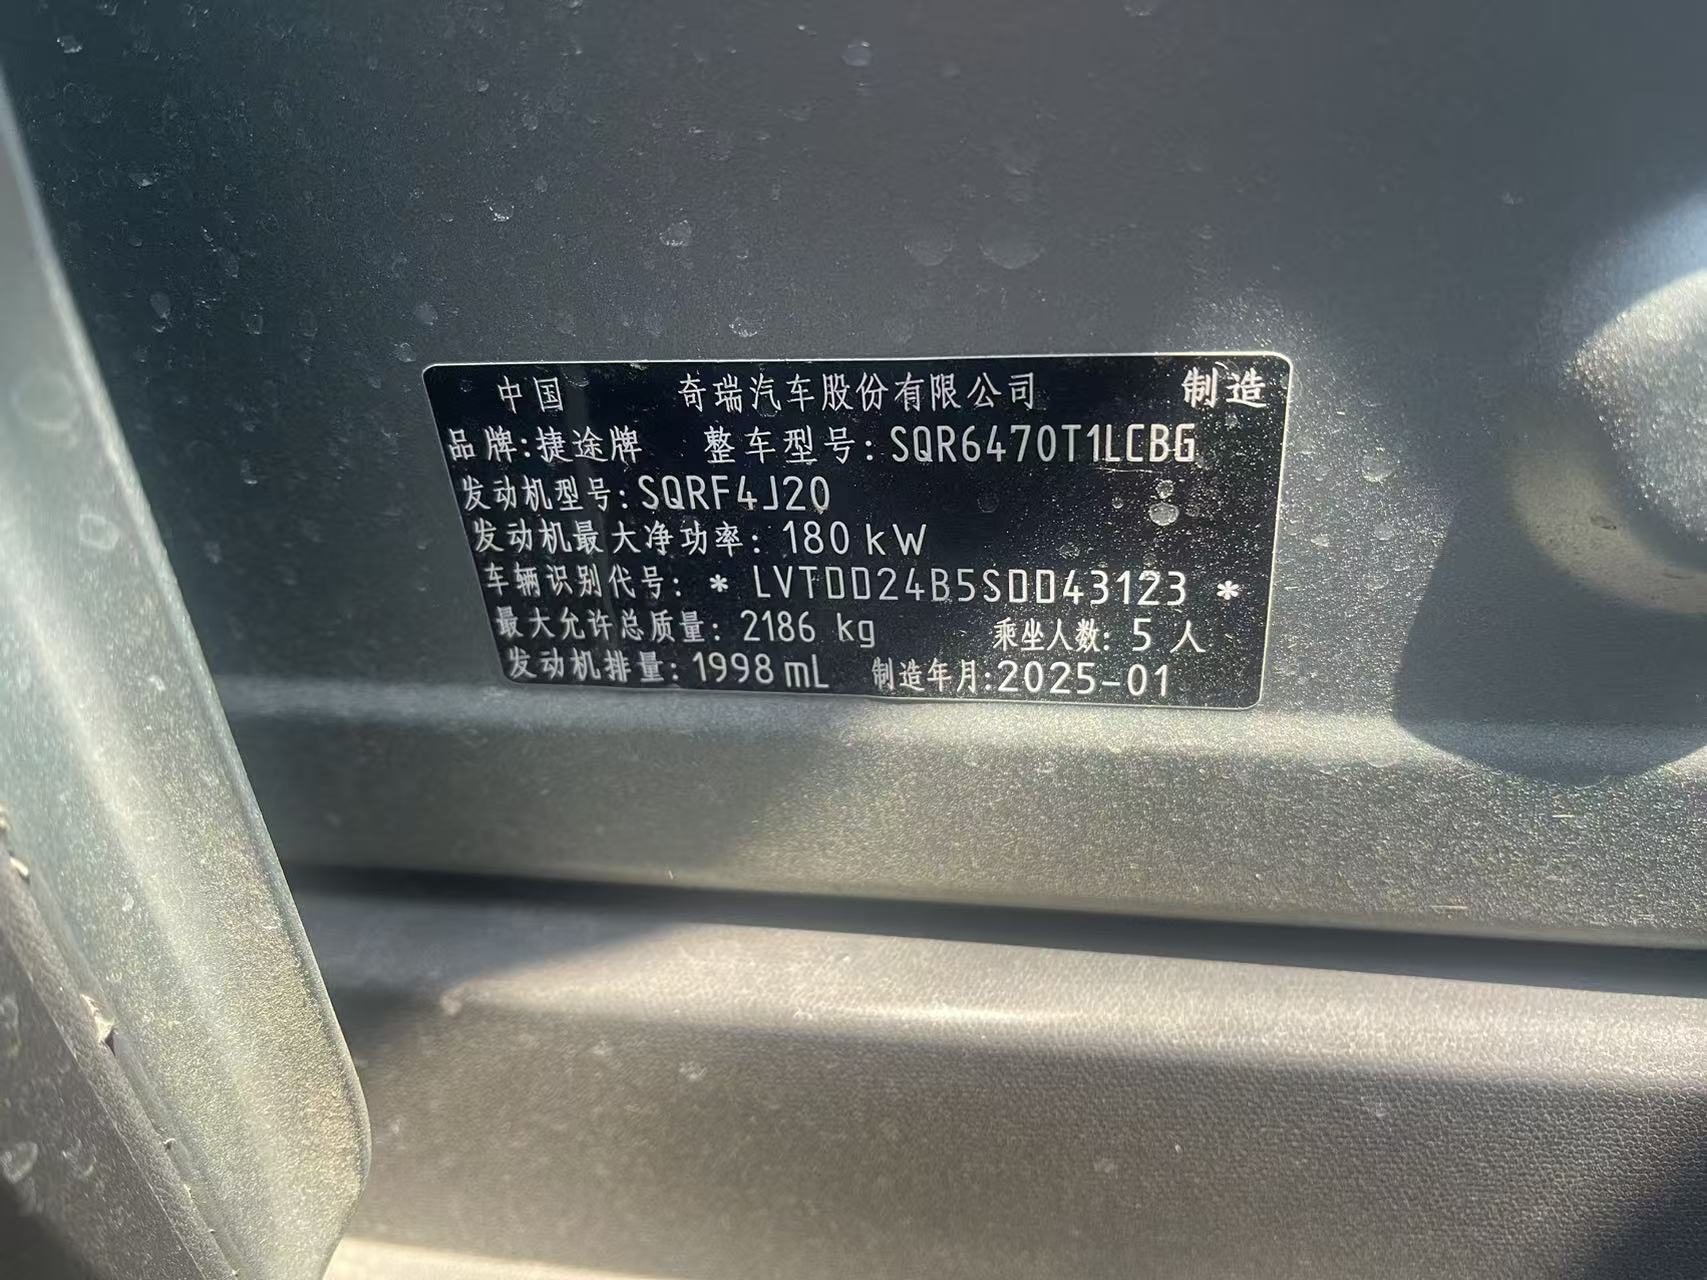 中国 奇瑞汽车股份有限公司 制造
品牌:捷途牌 整车型号:SQR6470T1LCBG
发动机型号:SQRF4J20
发动机最大净功率: 180 kW
车辆识别代号: * LVTDD24B5SDD43123 *
最大允许总质量: 2186 kg 乘坐人数: 5 人
发动机排量: 1998 mL 制造年月:2025-01